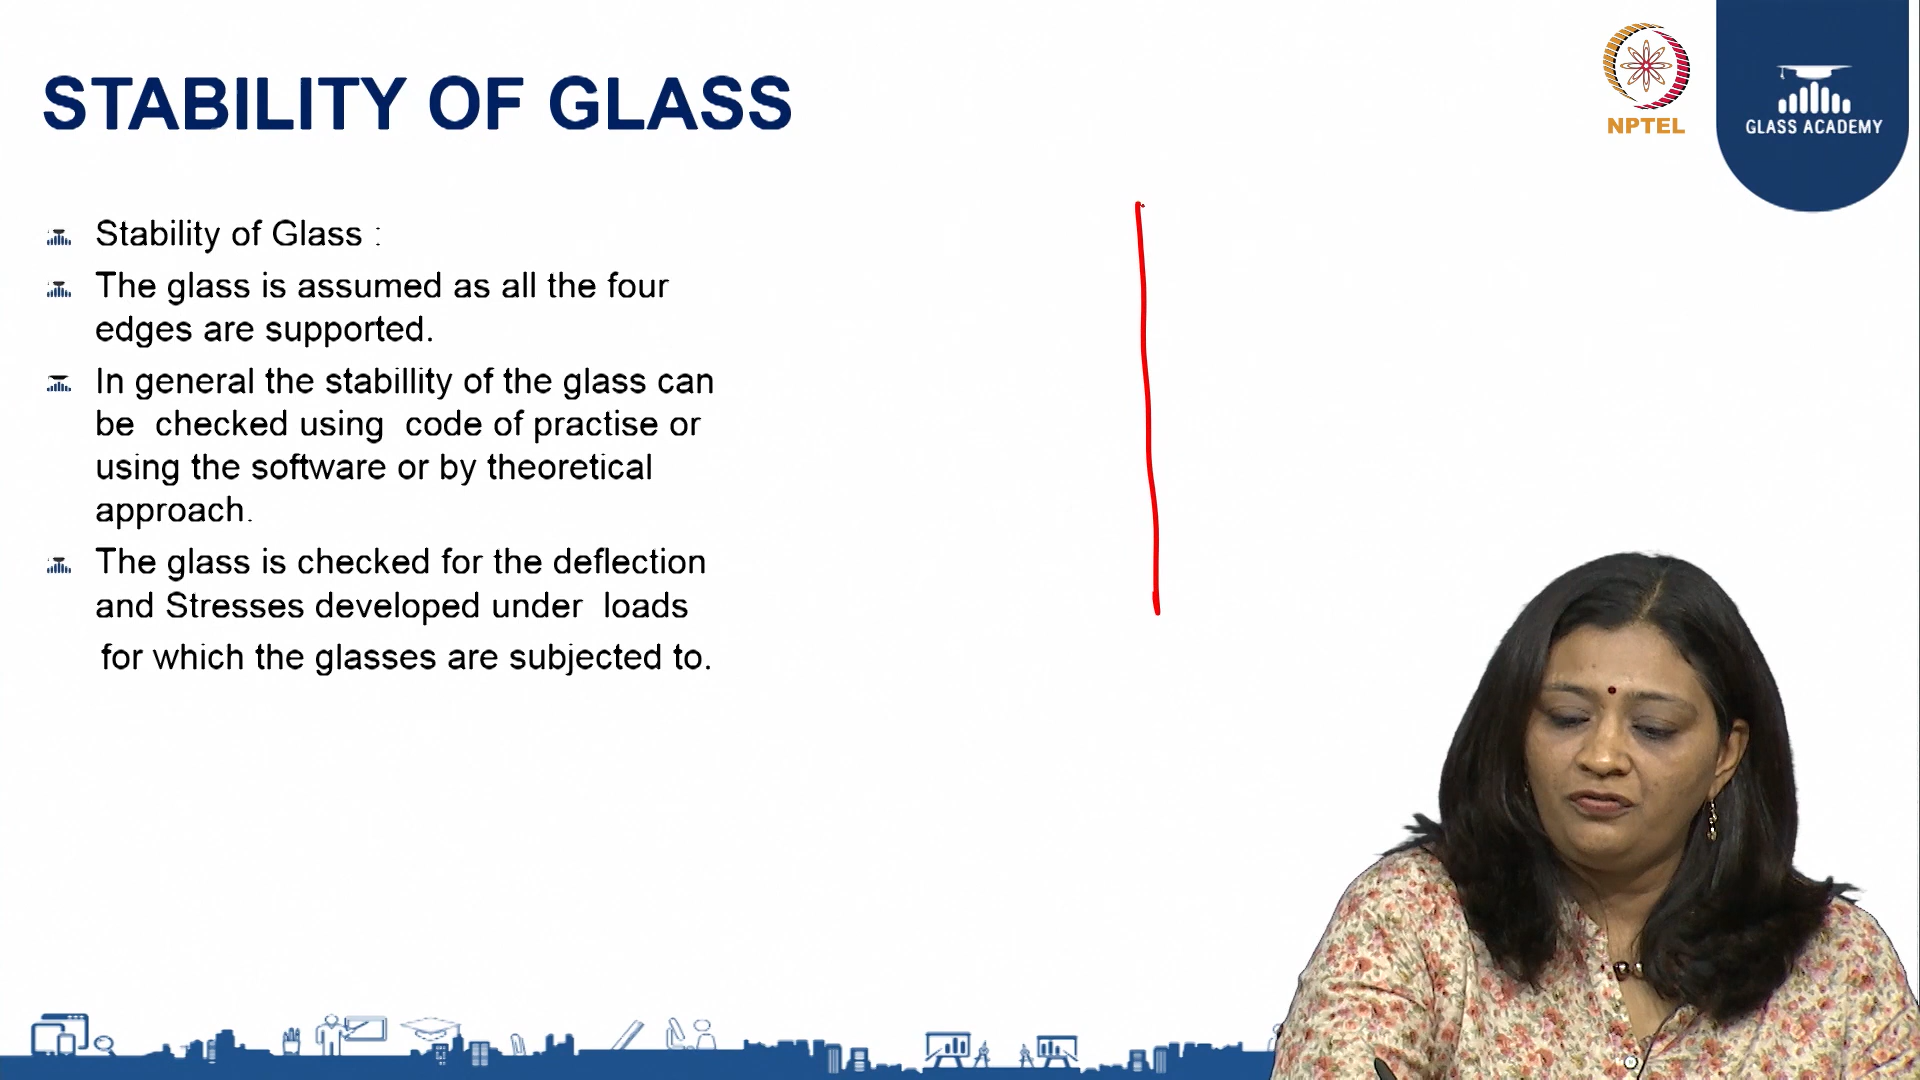 STABILITY OF GLASS
NPTEL
GLASS ACADEMY
Stability of Glass :
The glass is assumed as all the four
edges are supported.
In general the stabillity of the glass can
be checked using code of practise or
using the software or by theoretical
approach.
The glass is checked for the deflection
and Stresses developed under loads
for which the glasses are subjected to.